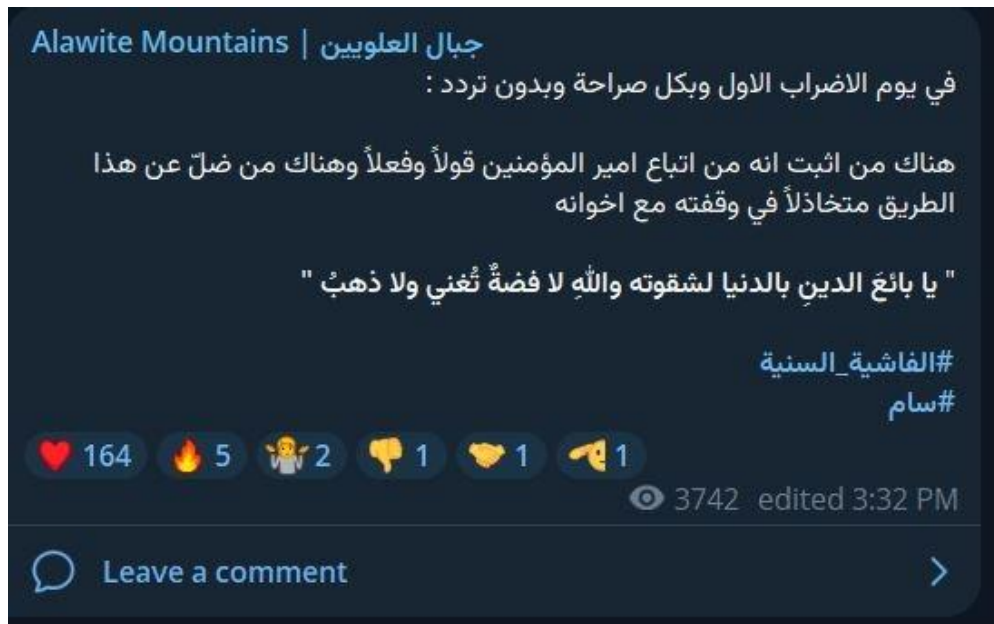 Alawite Mountains | جبال العلويين
في يوم الاضراب الاول وبكل صراحة وبدون تردد :
هناك من اثبت انه من اتباع امير المؤمنين قولاً وفعلاً وهناك من ضلّ عن هذا
الطريق متخاذلاً في وقفته مع اخوانه
" يا بائعَ الدينِ بالدنيا لشقوته واللهِ لا فضةٌ تُغني ولا ذهبُ "
#الفاشية_السنية
#سام
164 5 2 1 1 1
3742 edited 3:32 PM
Leave a comment